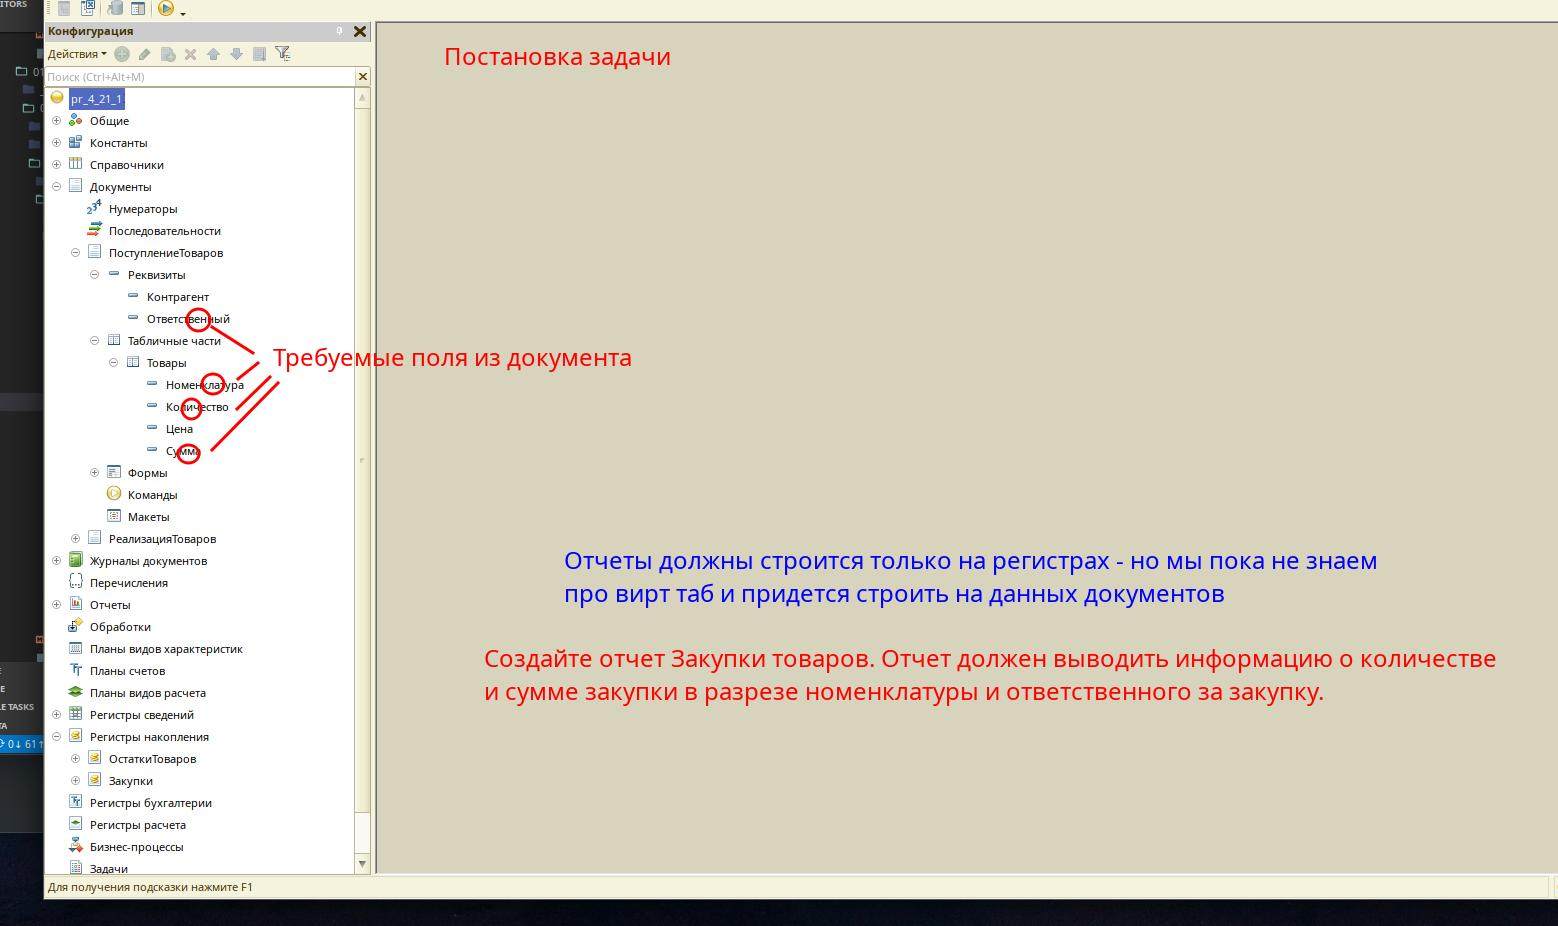 ITORS
Конфигурация
Действия
Поиск (Ctrl+Alt+M)
pr_4_21_1
Общие
Константы
Справочники
Документы
Нумераторы
Последовательности
ПоступлениеТоваров
Реквизиты
Контрагент
Ответственный
Табличные части
Товары
Номенклатура
Количество
Цена
Сумма
Формы
Команды
Макеты
РеализацияТоваров
Журналы документов
Перечисления
Отчеты
Обработки
Планы видов характеристик
Планы счетов
Планы видов расчета
Регистры сведений
Регистры накопления
ОстаткиТоваров
Закупки
Регистры бухгалтерии
Регистры расчета
Бизнес-процессы
Задачи
Для получения подсказки нажмите F1
Постановка задачи
Требуемые поля из документа
Отчеты должны строится только на регистрах - но мы пока не знаем
про вирт таб и придется строить на данных документов
Создайте отчет Закупки товаров. Отчет должен выводить информацию о количестве
и сумме закупки в разрезе номенклатуры и ответственного за закупку.
01
E
LE TASKS
TA
0↓ 61↑